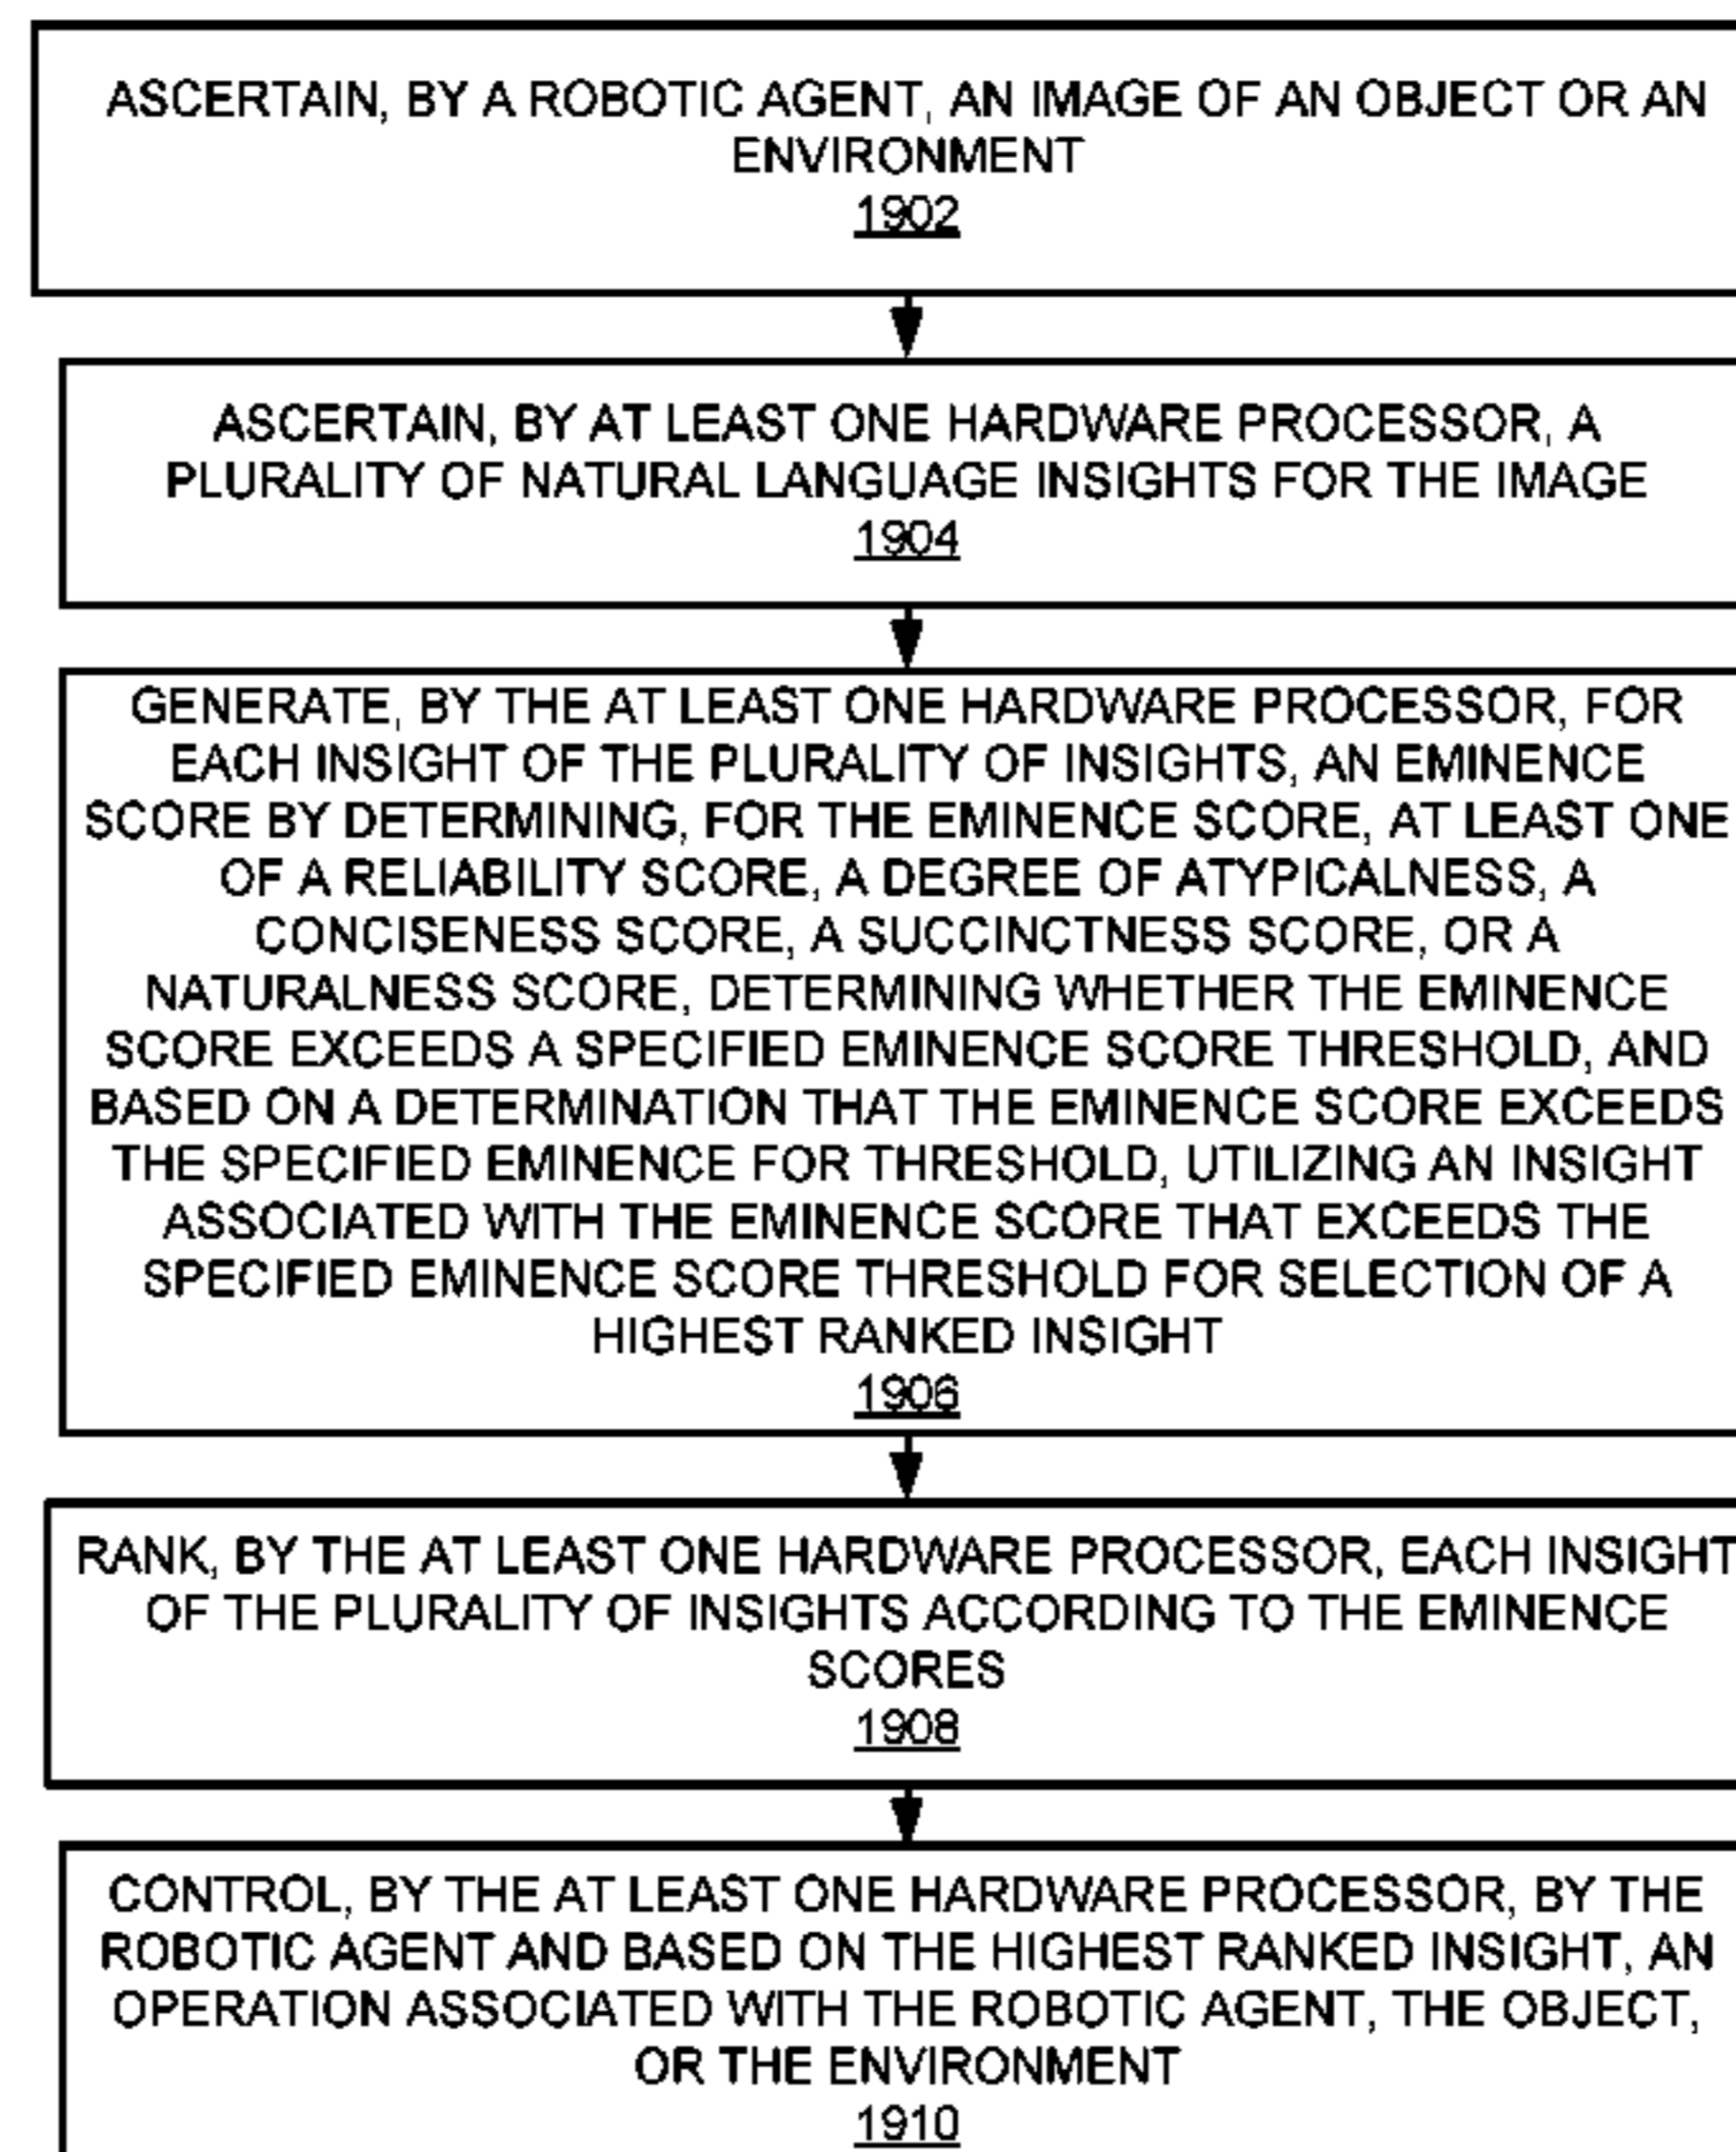 ASCERTAIN, BY A ROBOTIC AGENT, AN IMAGE OF AN OBJECT OR AN
ENVIRONMENT
1902
ASCERTAIN, BY AT LEAST ONE HARDWARE PROCESSOR, A
PLURALITY OF NATURAL LANGUAGE INSIGHTS FOR THE IMAGE
1904
GENERATE, BY THE AT LEAST ONE HARDWARE PROCESSOR, FOR
EACH INSIGHT OF THE PLURALITY OF INSIGHTS, AN EMINENCE
SCORE BY DETERMINING, FOR THE EMINENCE SCORE, AT LEAST ONE
OF A RELIABILITY SCORE, A DEGREE OF ATYPICALNESS, A
CONCISENESS SCORE, A SUCCINCTNESS SCORE, OR A
NATURALNESS SCORE, DETERMINING WHETHER THE EMINENCE
SCORE EXCEEDS A SPECIFIED EMINENCE SCORE THRESHOLD, AND
BASED ON A DETERMINATION THAT THE EMINENCE SCORE EXCEEDS
THE SPECIFIED EMINENCE FOR THRESHOLD, UTILIZING AN INSIGHT
ASSOCIATED WITH THE EMINENCE SCORE THAT EXCEEDS THE
SPECIFIED EMINENCE SCORE THRESHOLD FOR SELECTION OF A
HIGHEST RANKED INSIGHT
1906
RANK, BY THE AT LEAST ONE HARDWARE PROCESSOR, EACH INSIGHT
OF THE PLURALITY OF INSIGHTS ACCORDING TO THE EMINENCE
SCORES
1908
CONTROL, BY THE AT LEAST ONE HARDWARE PROCESSOR, BY THE
ROBOTIC AGENT AND BASED ON THE HIGHEST RANKED INSIGHT, AN
OPERATION ASSOCIATED WITH THE ROBOTIC AGENT, THE OBJECT,
OR THE ENVIRONMENT
1910